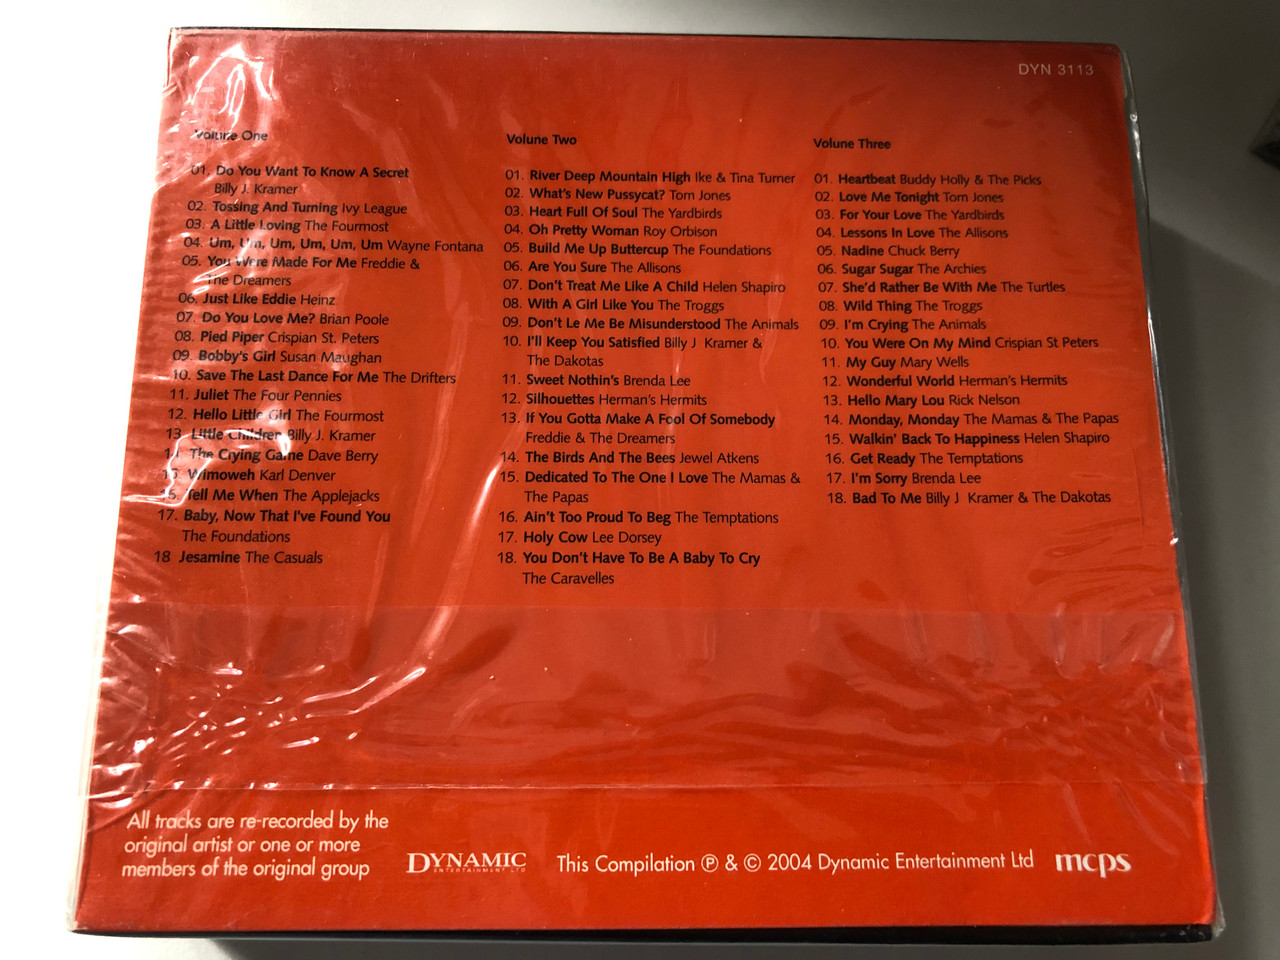 DYN 3113
Volume One
01. Do You Want To Know A Secret
Billy J. Kramer
02. Tossing And Turning Ivy League
03. A Little Loving The Fourmost
04. Um, Um, Um, Um, Um, Um Wayne Fontana
05. You Were Made For Me Freddie &
The Dreamers
06. Just Like Eddie Heinz
07. Do You Love Me? Brian Poole
08. Pied Piper Crispian St. Peters
09. Bobby's Girl Susan Maughan
10. Save The Last Dance For Me The Drifters
11. Juliet The Four Pennies
12. Hello Little Girl The Fourmost
13. Little Children Billy J. Kramer
14 The Crying Game Dave Berry
15 Wimoweh Karl Denver
16. Tell Me When The Applejacks
17. Baby, Now That I've Found You
The Foundations
18 Jesamine The Casuals
Volune Two
01. River Deep Mountain High Ike & Tina Turner
02. What's New Pussycat? Tom Jones
03. Heart Full Of Soul The Yardbirds
04. Oh Pretty Woman Roy Orbison
05. Build Me Up Buttercup The Foundations
06. Are You Sure The Allisons
07. Don't Treat Me Like A Child Helen Shapiro
08. With A Girl Like You The Troggs
09. Don't Le Me Be Misunderstood The Animals
10. I'll Keep You Satisfied Billy J Kramer &
The Dakotas
11. Sweet Nothin's Brenda Lee
12. Silhouettes Herman's Hermits
13. If You Gotta Make A Fool Of Somebody
Freddie & The Dreamers
14. The Birds And The Bees Jewel Atkens
15. Dedicated To The One I Love The Mamas &
The Papas
16. Ain't Too Proud To Beg The Temptations
17. Holy Cow Lee Dorsey
18. You Don't Have To Be A Baby To Cry
The Caravelles
Volune Three
01. Heartbeat Buddy Holly & The Picks
02. Love Me Tonight Tom Jones
03. For Your Love The Yardbirds
04. Lessons In Love The Allisons
05. Nadine Chuck Berry
06. Sugar Sugar The Archies
07. She'd Rather Be With Me The Turtles
08. Wild Thing The Troggs
09. I'm Crying The Animals
10. You Were On My Mind Crispian St Peters
11. My Guy Mary Wells
12. Wonderful World Herman's Hermits
13. Hello Mary Lou Rick Nelson
14. Monday, Monday The Mamas & The Papas
15. Walkin' Back To Happiness Helen Shapiro
16. Get Ready The Temptations
17. I'm Sorry Brenda Lee
18. Bad To Me Billy J Kramer & The Dakotas
All tracks are re-recorded by the
original artist or one or more
members of the original group
DYNAMIC
ENTERTAINMENT LTD
This Compilation ℗ & © 2004 Dynamic Entertainment Ltd
mcps